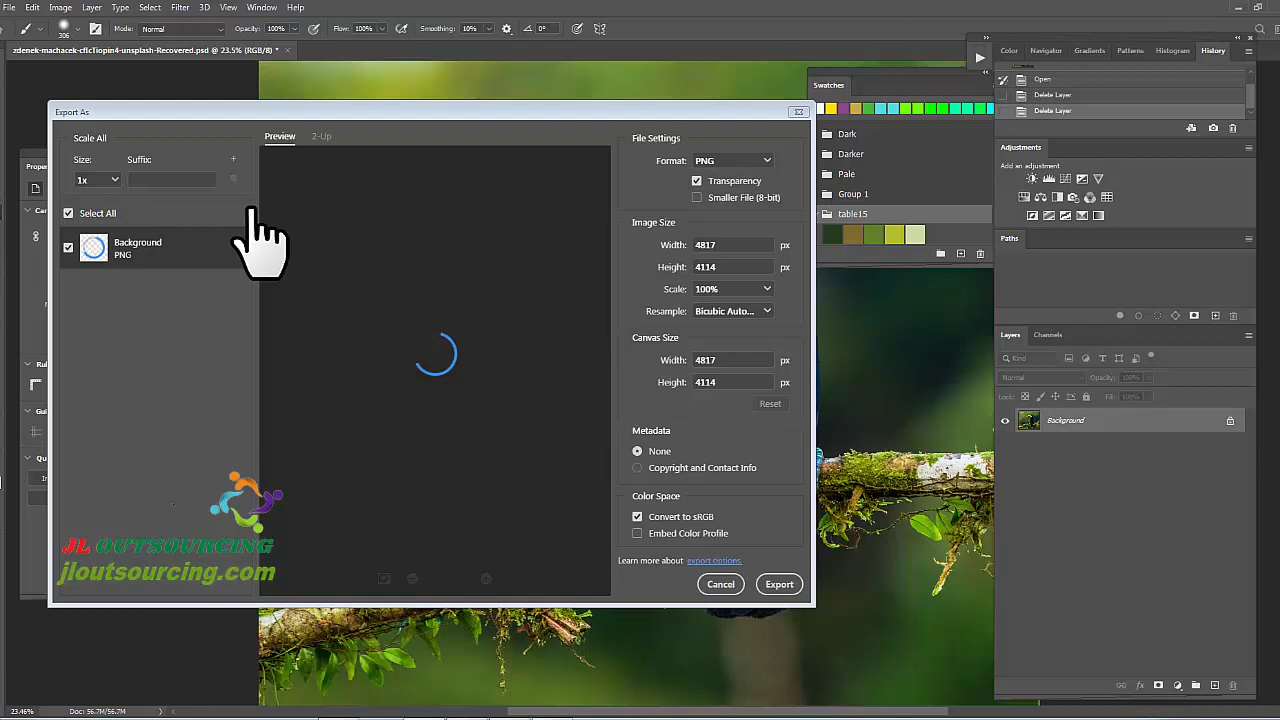 File Edit Image Layer Type Select Filter 3D View Window Help
306 Mode: Normal Opacity: 100% Flow: 100% Smoothing: 10% 0°
zdenek-machacek-cflcTiopin4-unsplash-Recovered.psd @ 23.5% (RGB/8) *
Export As
Scale All
Size: Suffix:
1x
Select All
Background
PNG
Preview 2-Up
File Settings
Format: PNG
Transparency
Smaller File (8-bit)
Image Size
Width: 4817 px
Height: 4114 px
Scale: 100%
Resample: Bicubic Auto...
Canvas Size
Width: 4817 px
Height: 4114 px
Reset
Metadata
None
Copyright and Contact Info
Color Space
Convert to sRGB
Embed Color Profile
Learn more about export options.
Cancel Export
JL OUTSOURCING
jloutsourcing.com
Swatches
Dark
Darker
Pale
Group 1
table15
Color Navigator Gradients Patterns Histogram History
Open
Delete Layer
Delete Layer
Adjustments
Add an adjustment
Paths
Layers Channels
Kind
Normal Opacity: 100%
Lock: Fill: 100%
Background
23.46% Doc: 56.7M/56.7M